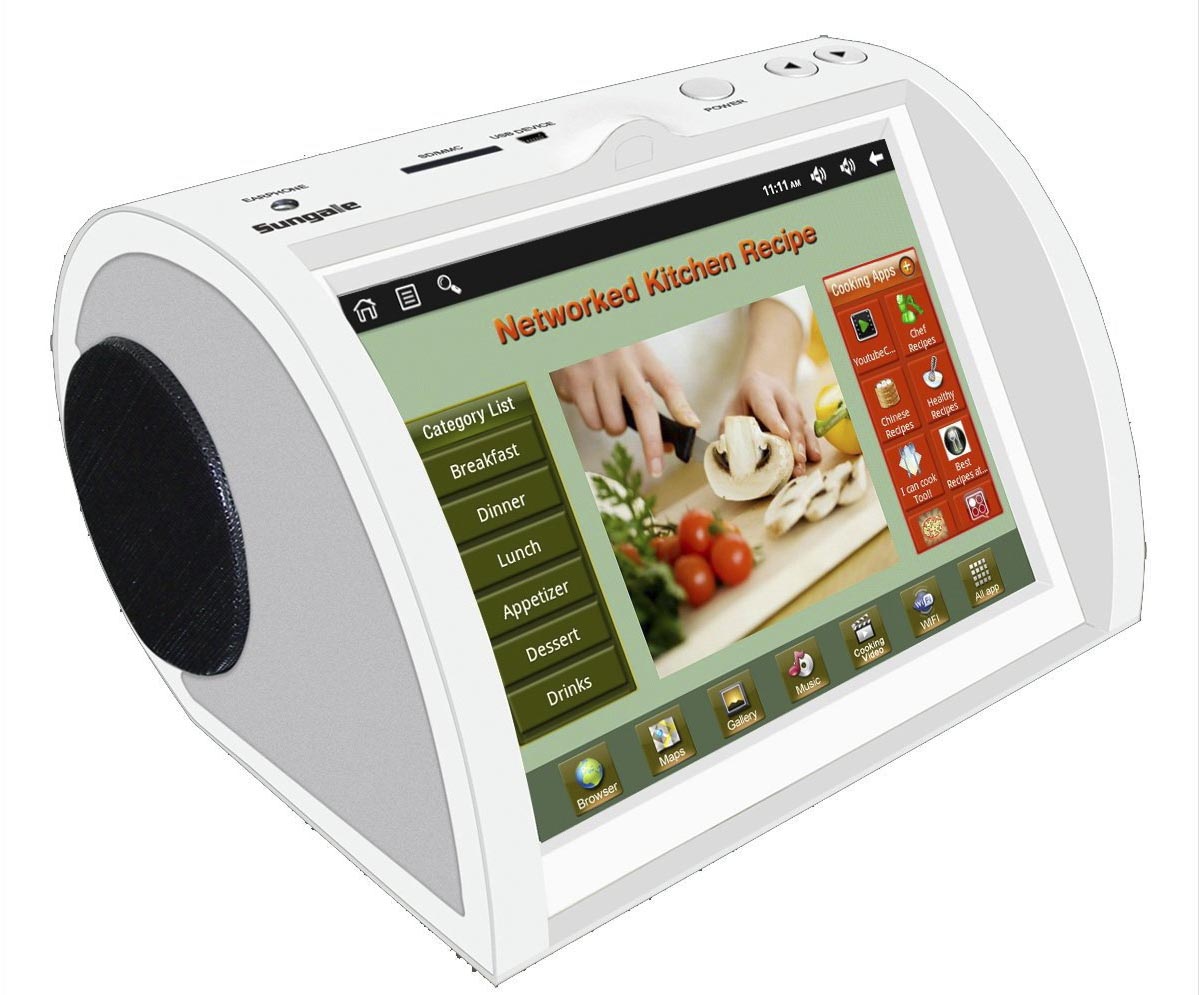 EARPHONE
SD/MMC
USB DEVICE
POWER
Sungale
11:11 AM
Networked Kitchen Recipe
Category List
Breakfast
Dinner
Lunch
Appetizer
Dessert
Drinks
Cooking Apps
YoutubeC...
Chef
Recipes
Chinese
Recipes
Healthy
Recipes
I can cook
Too!!
Best
Recipes at...
Browser
Maps
Gallery
Music
Cooking
Video
WiFi
WIFI
All app